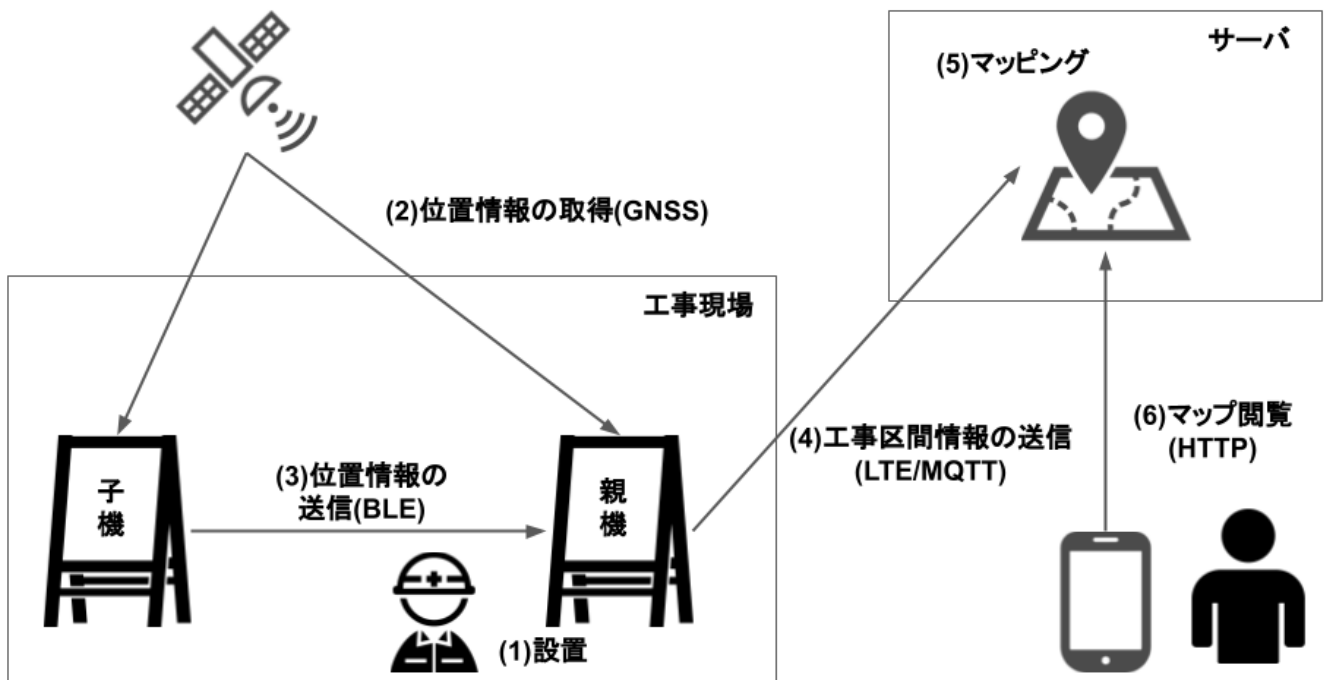 サーバ
(5)マッピング
(2)位置情報の取得(GNSS)
工事現場
(4)工事区間情報の送信
(LTE/MQTT)
(6)マップ閲覧
(HTTP)
子
機
(3)位置情報の
送信(BLE)
親
機
(1)設置